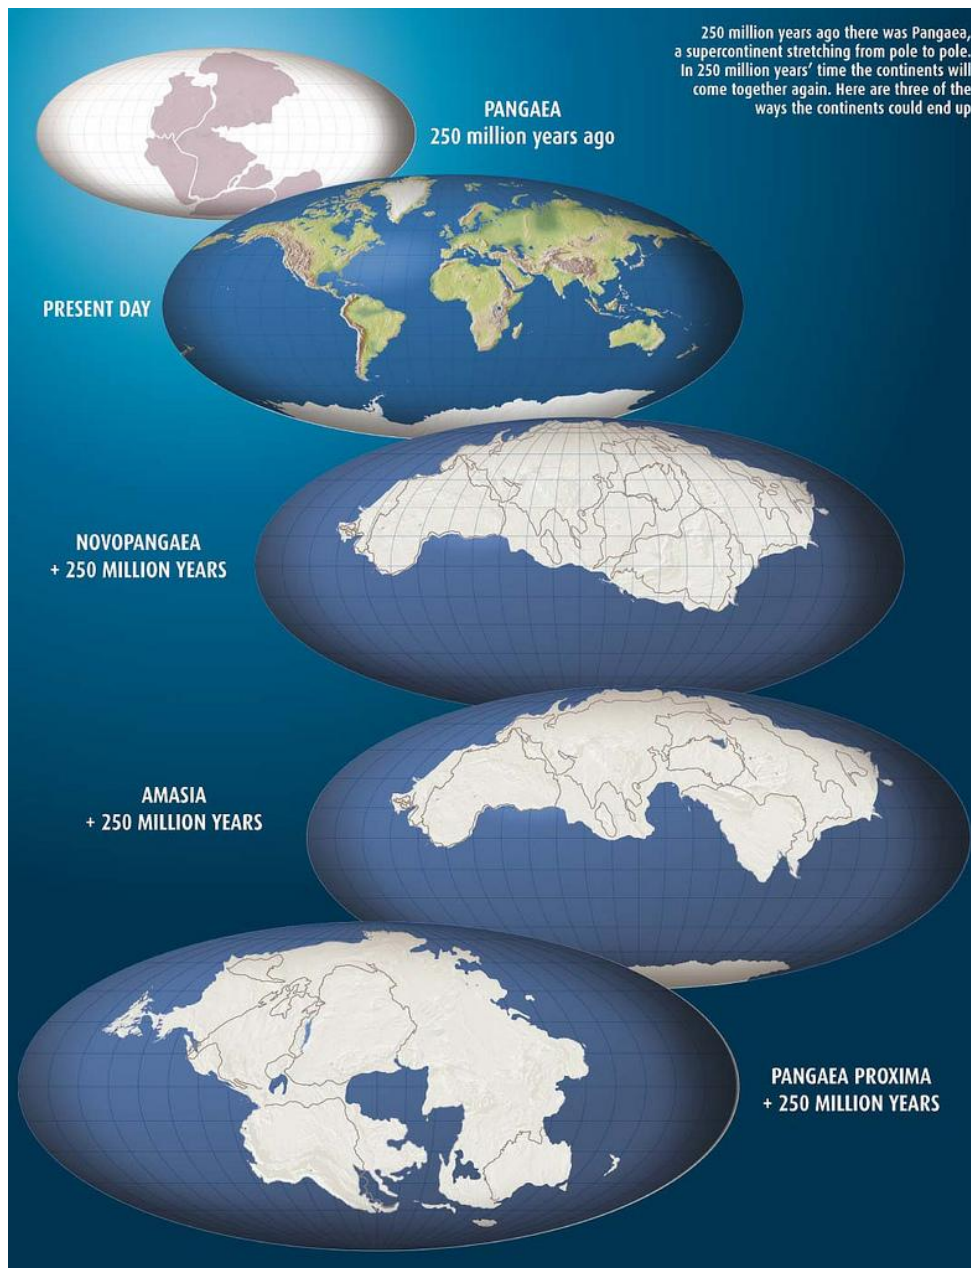 250 million years ago there was Pangaea,
a supercontinent stretching from pole to pole.
In 250 million years' time the continents will
come together again. Here are three of the
ways the continents could end up
PANGAEA
250 million years ago
PRESENT DAY
NOVOPANGAEA
+ 250 MILLION YEARS
AMASIA
+ 250 MILLION YEARS
PANGAEA PROXIMA
+ 250 MILLION YEARS